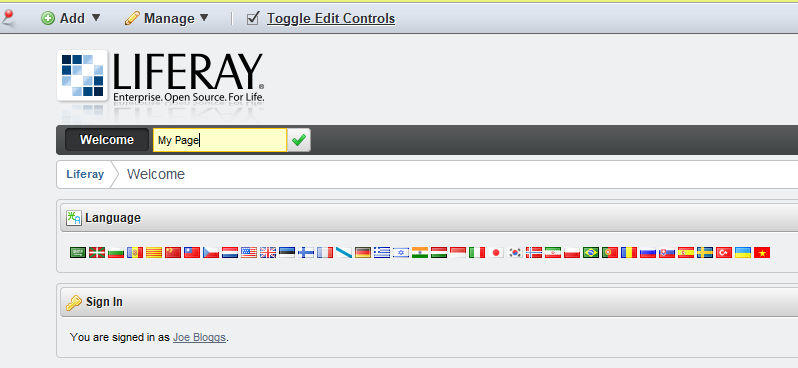 Add Manage Toggle Edit Controls
LIFERAY
Enterprise. Open Source. For Life.
Welcome My Page
Liferay Welcome
Language
Sign In
You are signed in as Joe Bloggs.